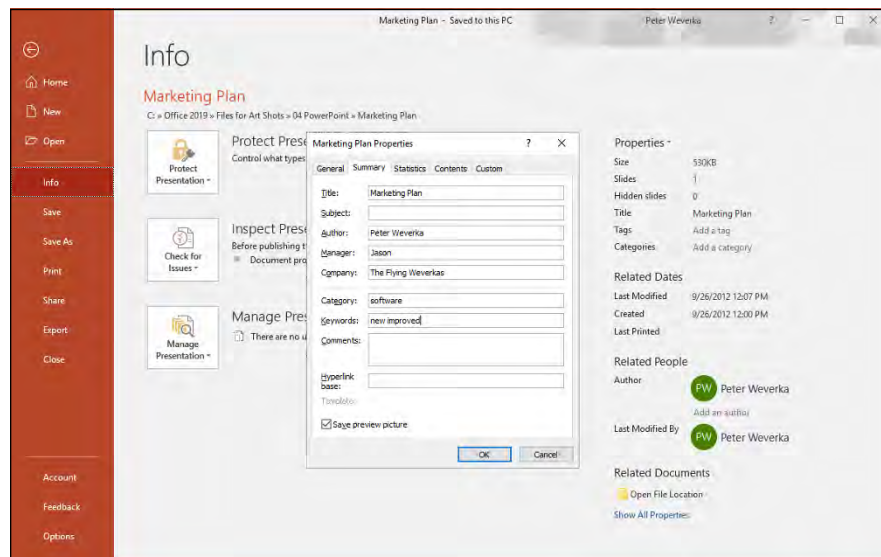 Marketing Plan - Saved to this PC
Peter Weverka
?
Info
Home
New
Open
Info
Save
Save As
Print
Share
Export
Close
Account
Feedback
Options
Marketing Plan
C: » Office 2019 » Files for Art Shots » 04 PowerPoint » Marketing Plan
Protect Presentation
Protect Prese
Control what types
Check for Issues
Inspect Prese
Before publishing t
Document pro
Manage Presentation
Manage Pres
There are no u
Marketing Plan Properties
?
General Summary Statistics Contents Custom
Title: Marketing Plan
Subject:
Author: Peter Weverka
Manager: Jason
Company: The Flying Weverkas
Category: software
Keywords: new improved
Comments:
Hyperlink
base:
Template:
Save preview picture
OK Cancel
Properties
Size 530KB
Slides 1
Hidden slides 0
Title Marketing Plan
Tags Add a tag
Categories Add a category
Related Dates
Last Modified 9/26/2012 12:07 PM
Created 9/26/2012 12:00 PM
Last Printed
Related People
Author
PW Peter Weverka
Add an author
Last Modified By
PW Peter Weverka
Related Documents
Open File Location
Show All Properties